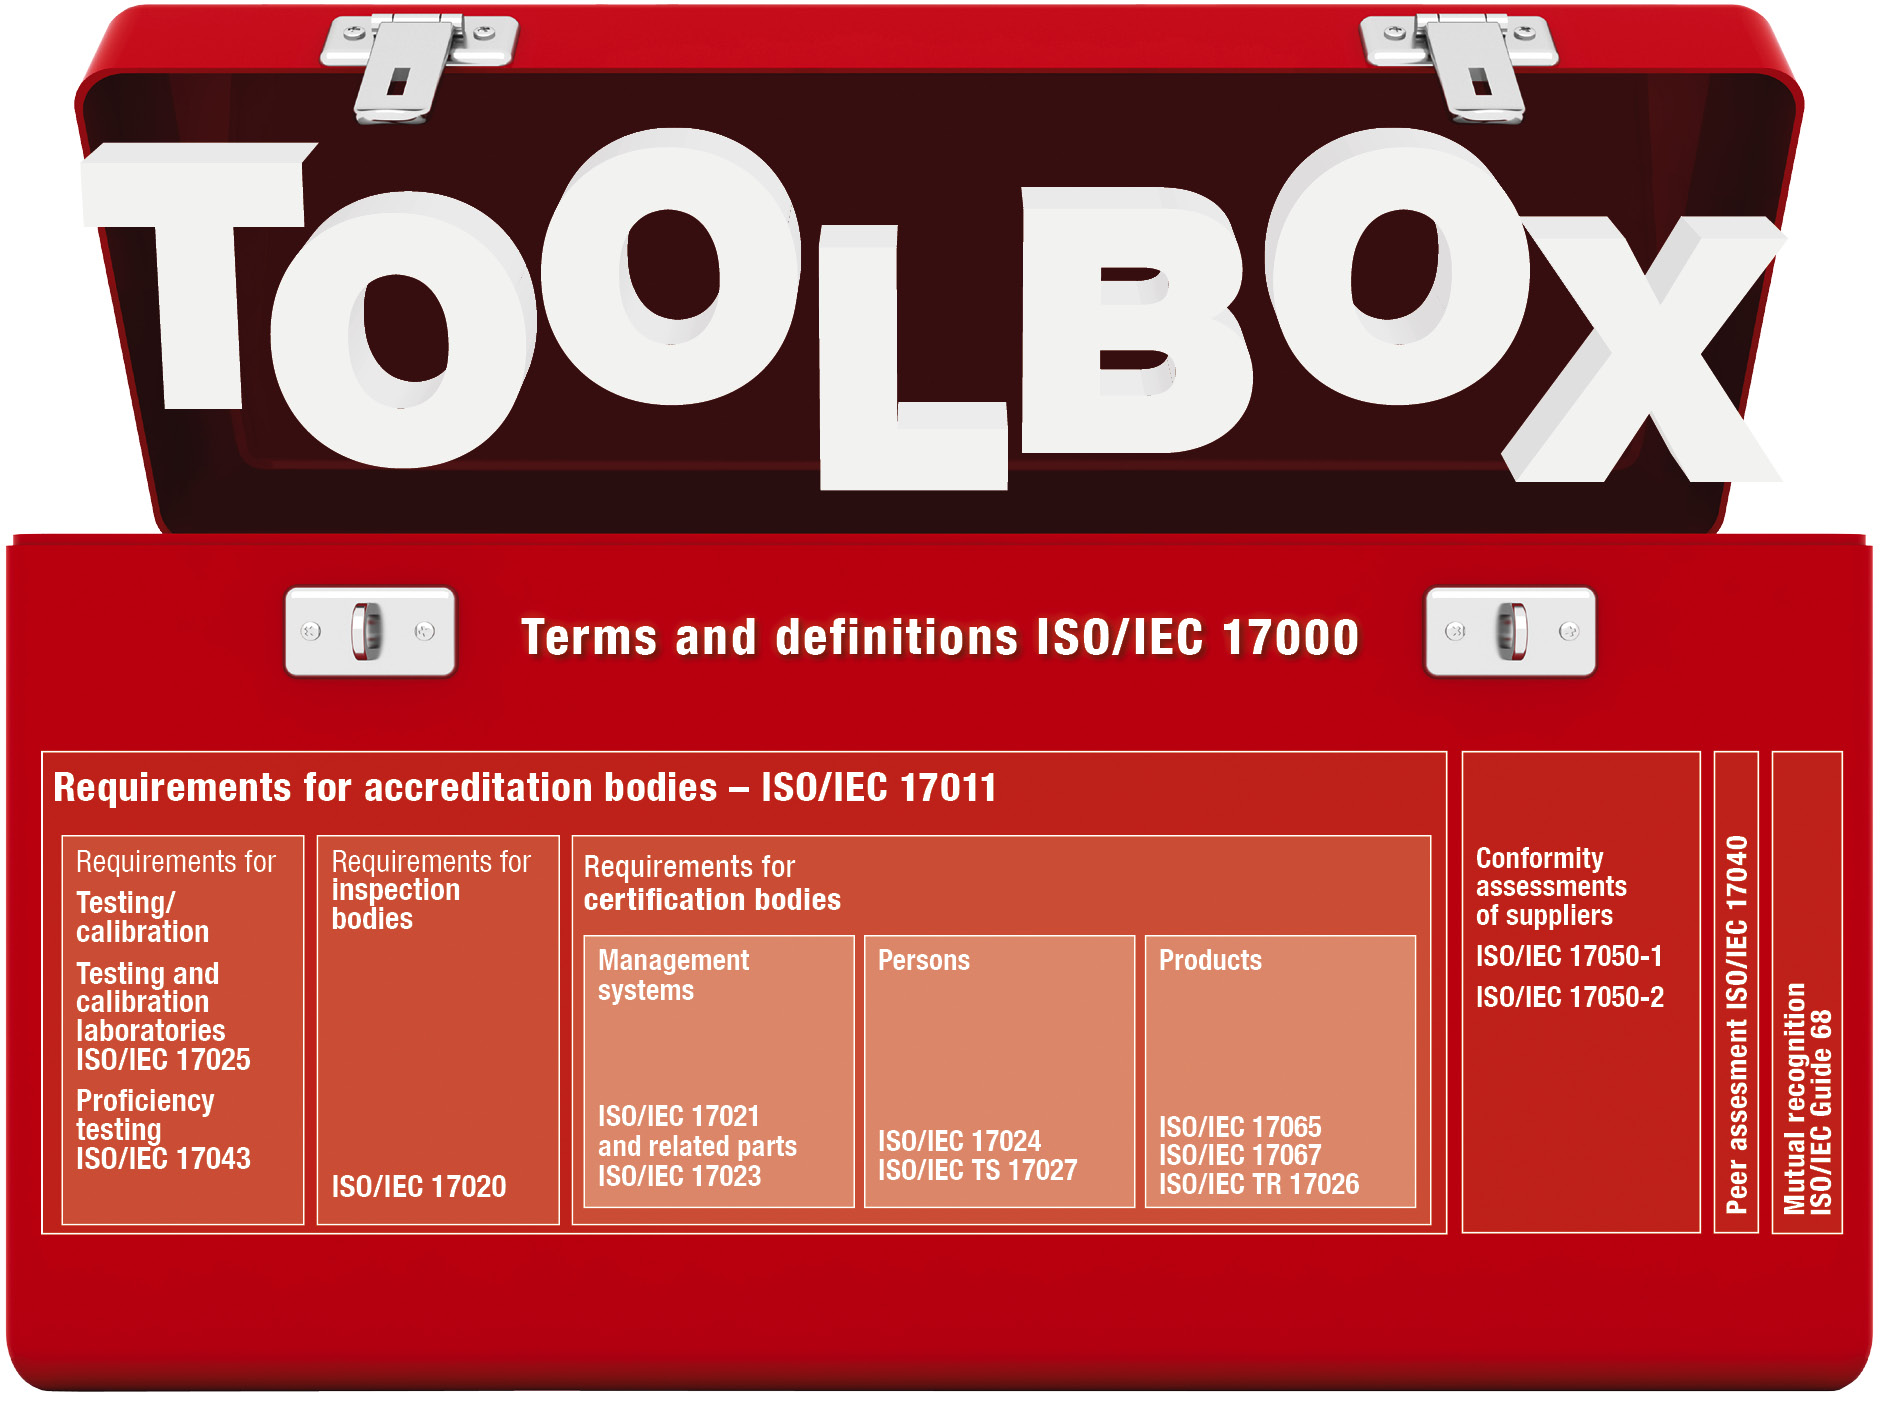 TOOLBOX
Terms and definitions ISO/IEC 17000
Requirements for accreditation bodies – ISO/IEC 17011
Requirements for
Testing/
calibration
Testing and
calibration
laboratories
ISO/IEC 17025
Proficiency
testing
ISO/IEC 17043
Requirements for
inspection
bodies
ISO/IEC 17020
Requirements for
certification bodies
Management
systems
ISO/IEC 17021
and related parts
ISO/IEC 17023
Persons
ISO/IEC 17024
ISO/IEC TS 17027
Products
ISO/IEC 17065
ISO/IEC 17067
ISO/IEC TR 17026
Conformity
assessments
of suppliers
ISO/IEC 17050-1
ISO/IEC 17050-2
Peer assessment ISO/IEC 17040
Mutual recognition
ISO/IEC Guide 68